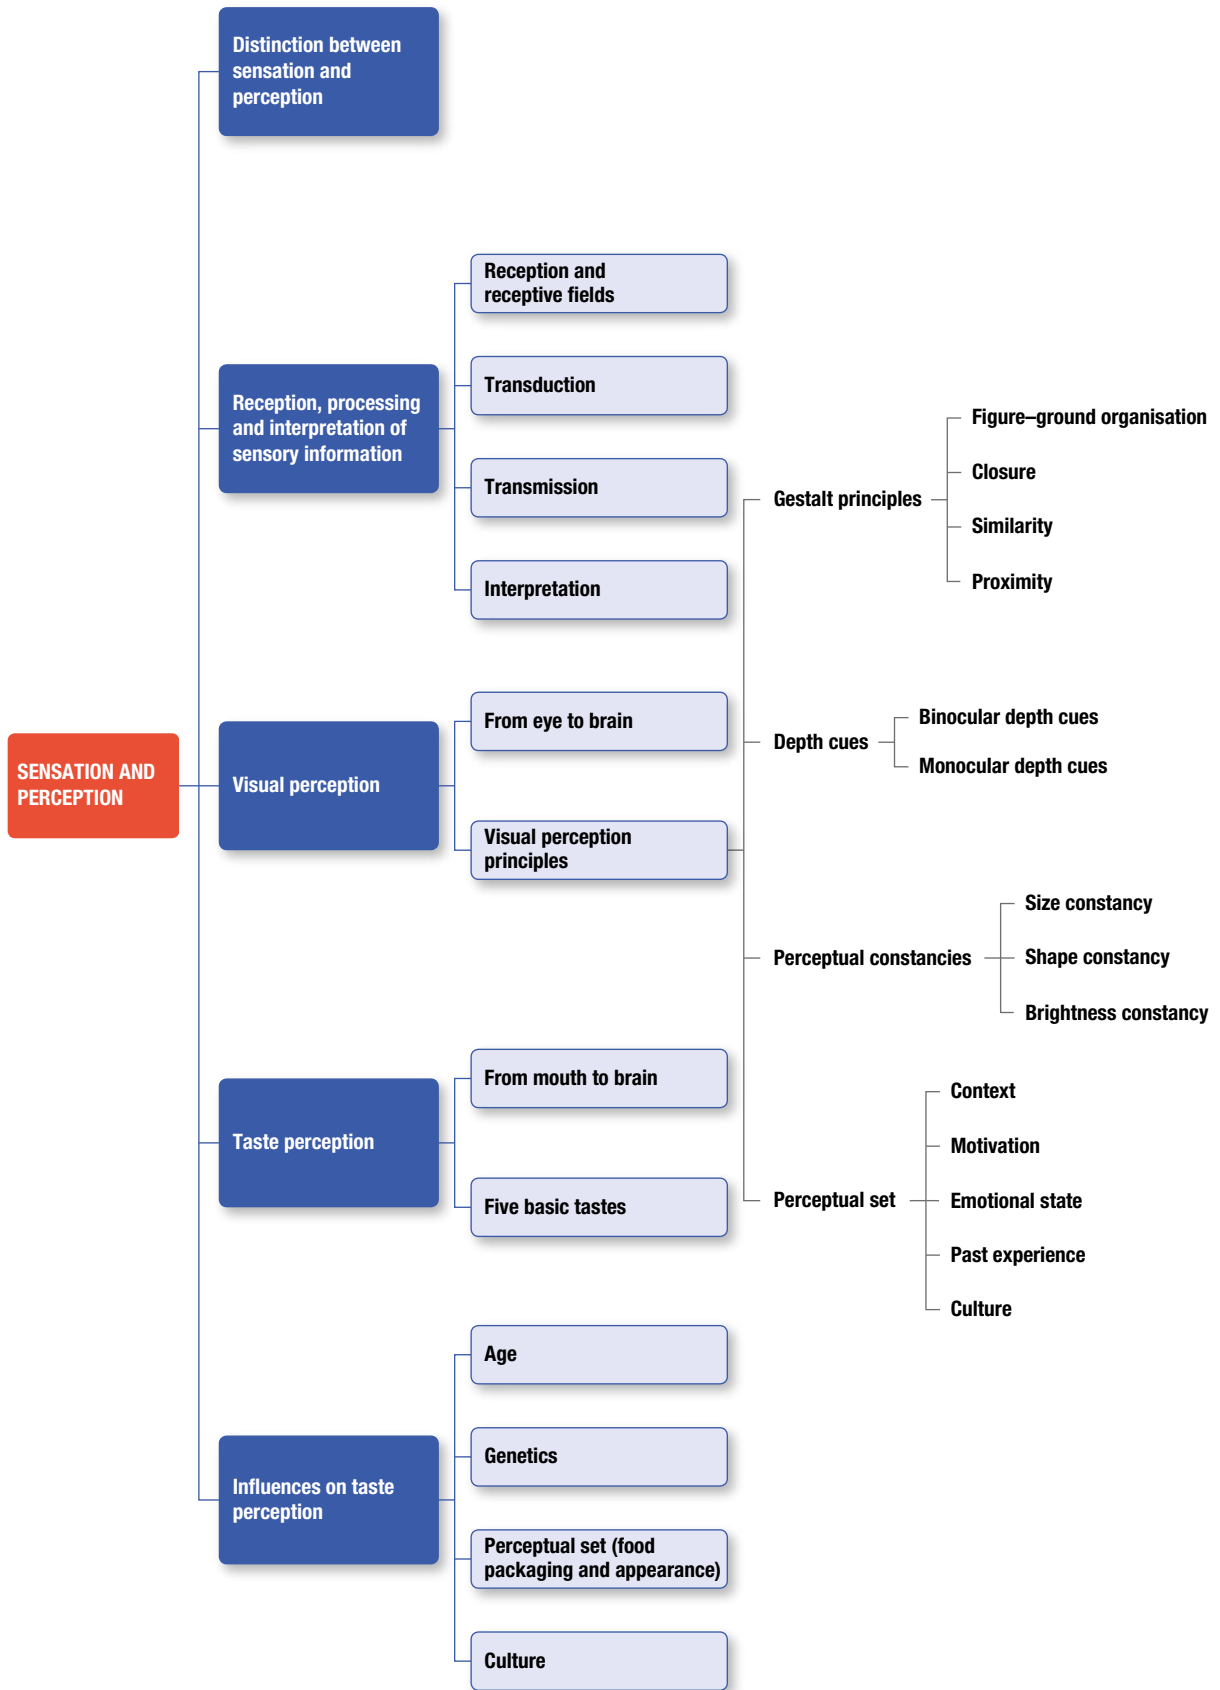 Distinction between
sensation and
perception
Reception, processing
and interpretation of
sensory information
Reception and
receptive fields
Transduction
Transmission
Interpretation
SENSATION AND
PERCEPTION
Visual perception
From eye to brain
Visual perception
principles
Gestalt principles
Figure–ground organisation
Closure
Similarity
Proximity
Depth cues
Binocular depth cues
Monocular depth cues
Perceptual constancies
Size constancy
Shape constancy
Brightness constancy
Perceptual set
Context
Motivation
Emotional state
Past experience
Culture
Taste perception
From mouth to brain
Five basic tastes
Influences on taste
perception
Age
Genetics
Perceptual set (food
packaging and appearance)
Culture